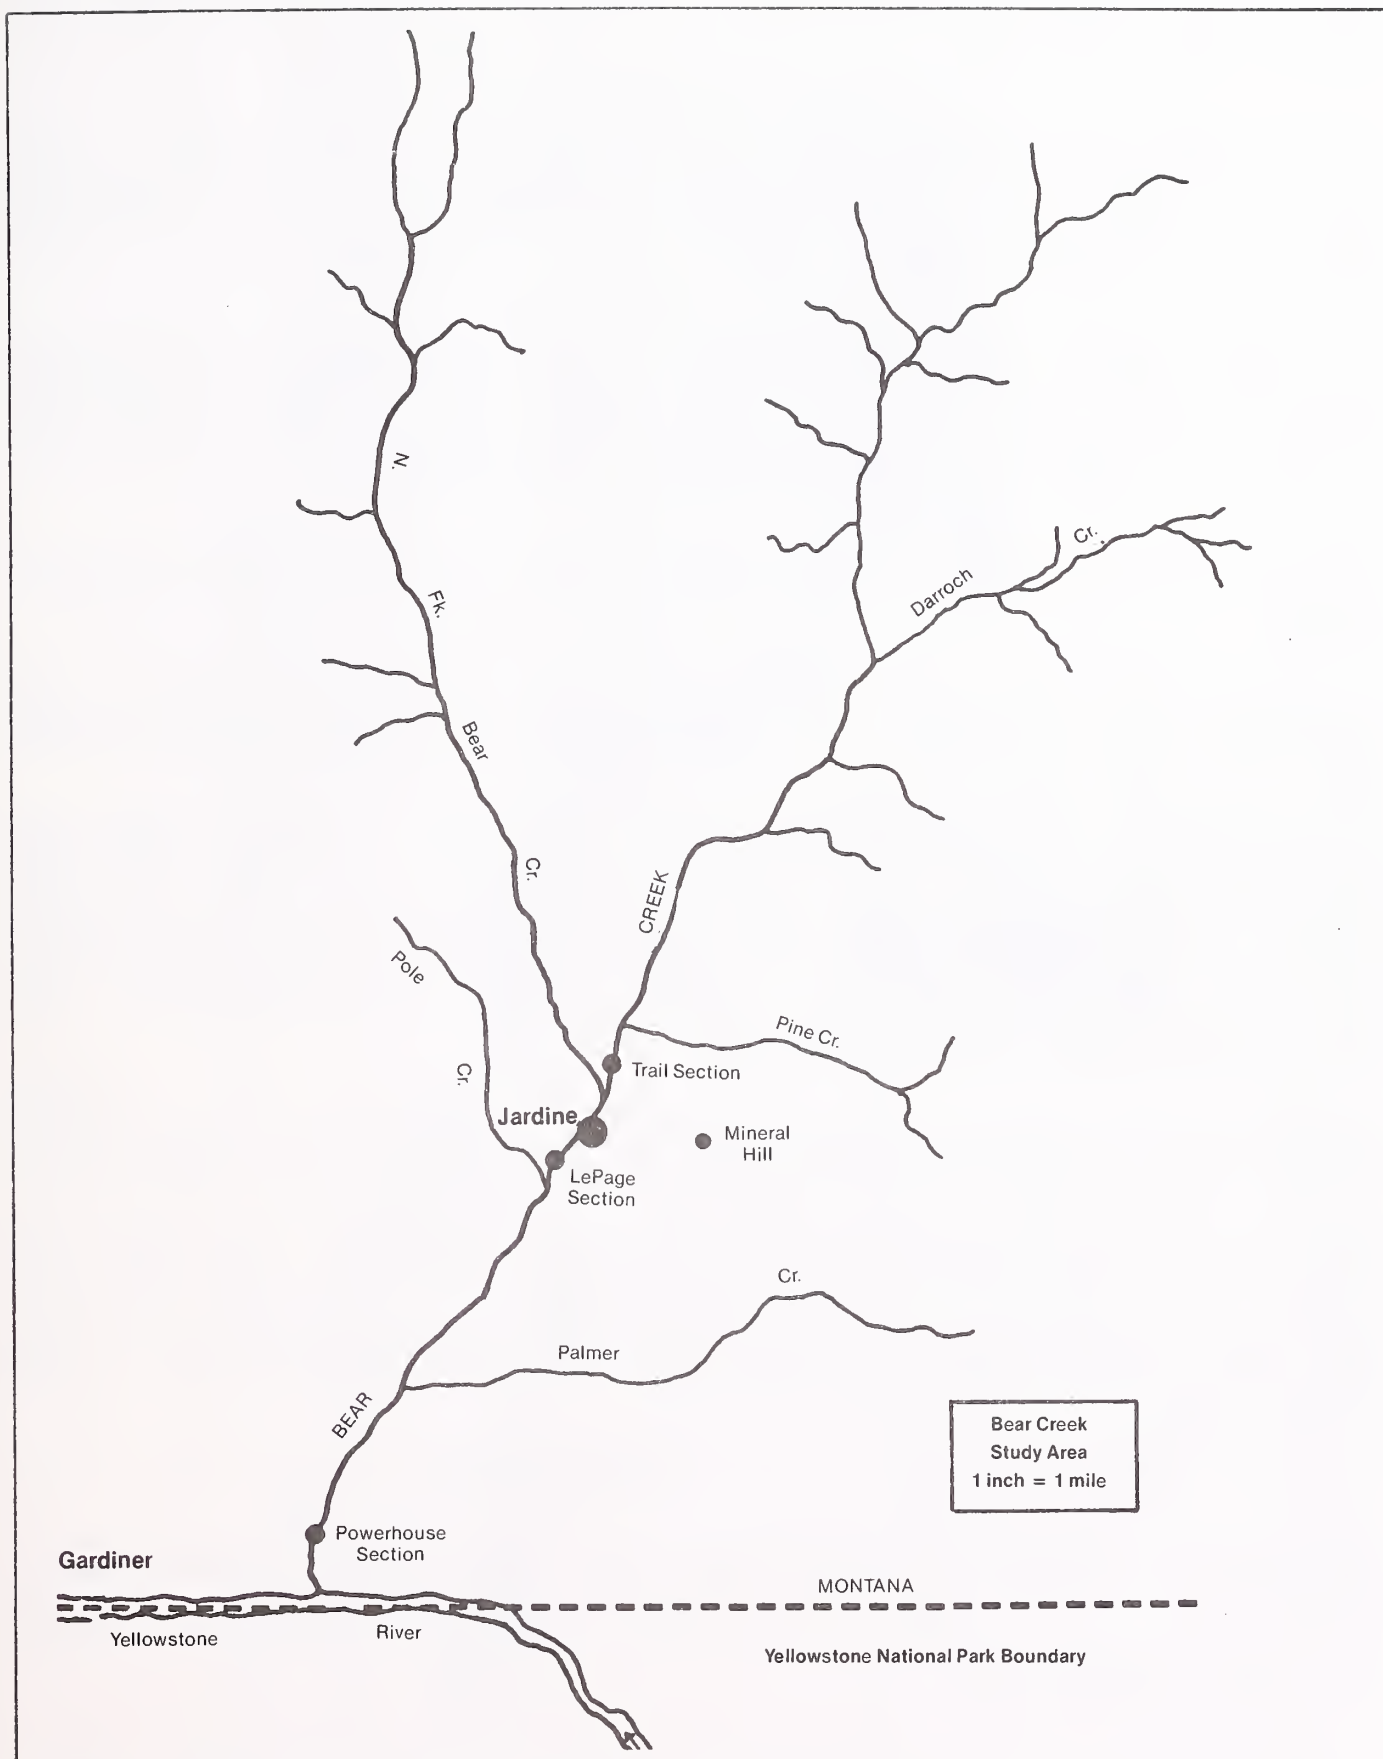 N.
Fk.
Bear
Cr.
Darroch
Cr.
CREEK
Pole
Cr.
Pine Cr.
Trail Section
Jardine
Mineral
Hill
LePage
Section
Cr.
Palmer
BEAR
Bear Creek
Study Area
1 inch = 1 mile
Powerhouse
Section
Gardiner
MONTANA
Yellowstone
River
Yellowstone National Park Boundary